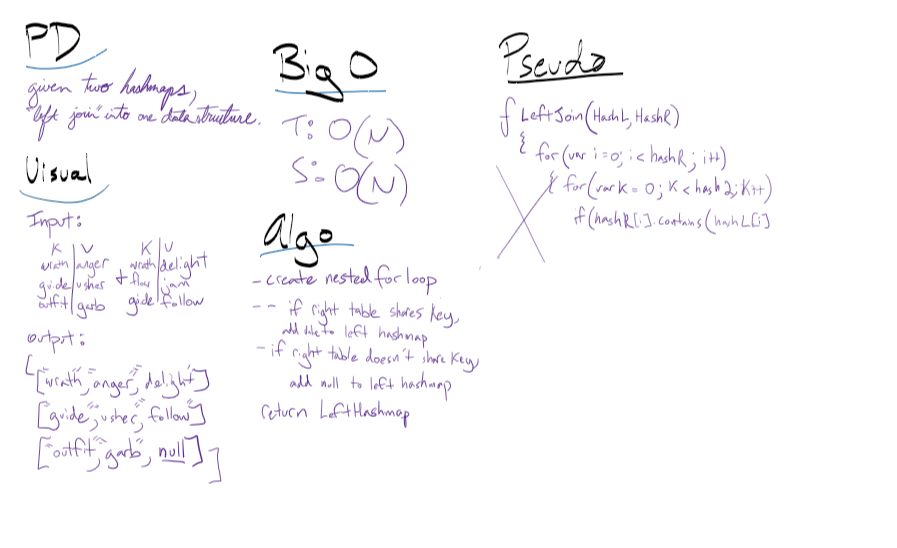 PD
given two hashmaps,
"left join" into one data structure.
Visual
Input:
K | V K | V
wrath | anger + wrath | delight
guide | usher flow | jam
outfit | garb gide | follow
output:
[
["wrath", "anger", "delight"]
["guide", "usher", "follow"]
["outfit", "garb", null]
]
Big O
T: O(N)
S: O(N)
Algo
- create nested for loop
-- if right table shares key,
add to left hashmap
- if right table doesn't share key,
add null to left hashmap
return LeftHashmap
Pseudo
f LeftJoin(HashL, HashR)
{ for(var i=0; i < hashR; i++)
{ for(var k = 0; K < hash2; K++)
if(hashR[i].contains(hashL[i]